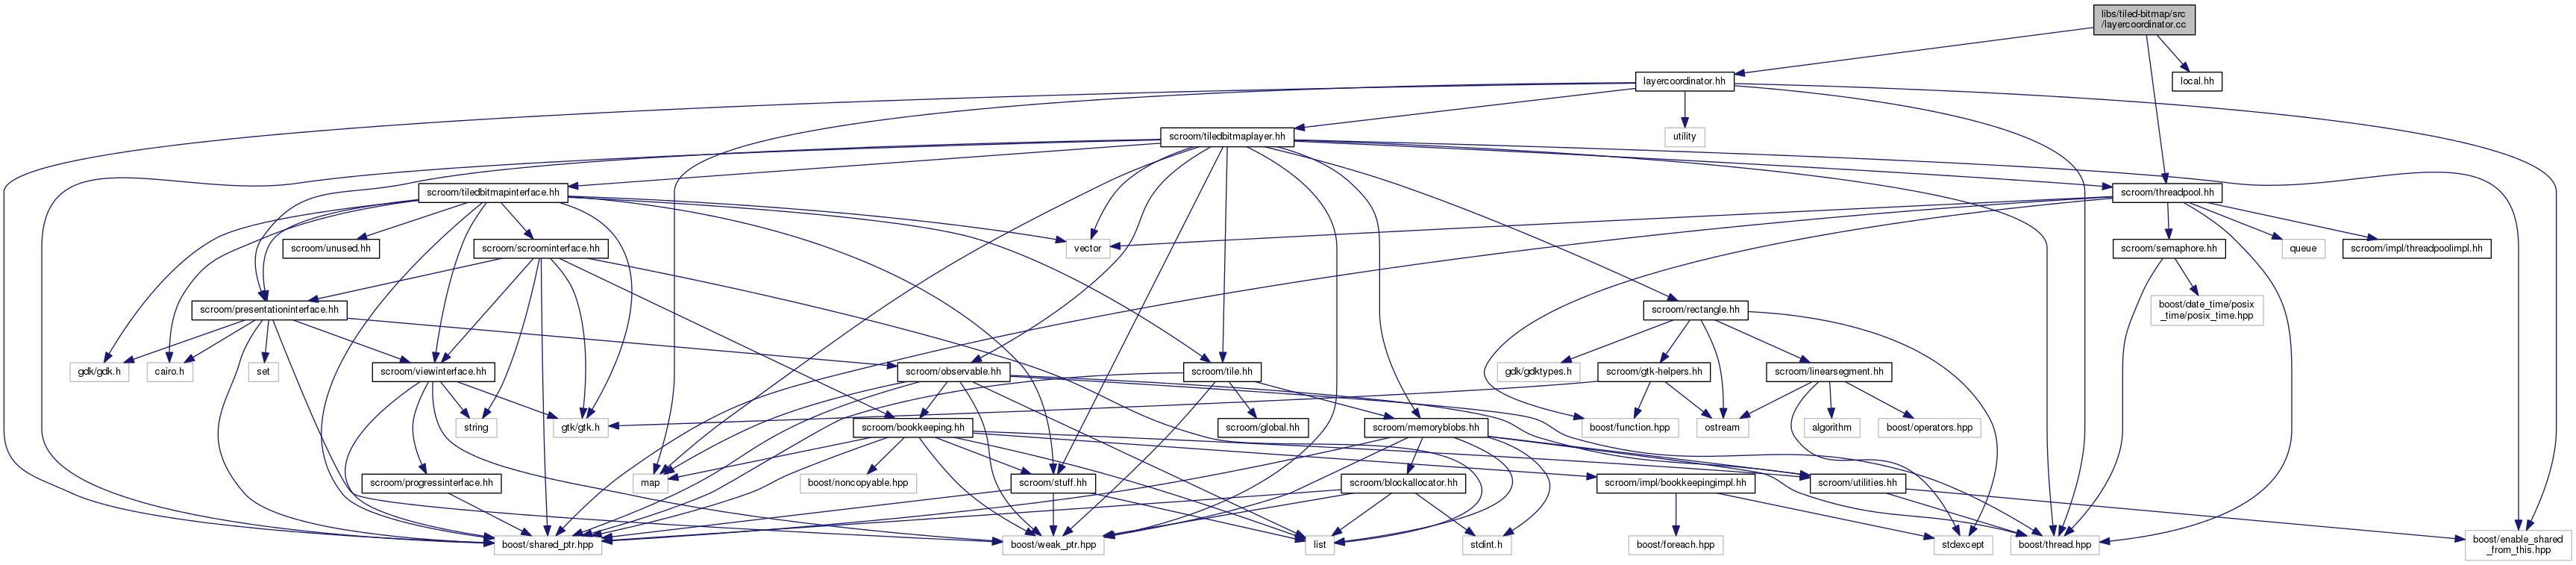 libs/tiled-bitmap/src
/layercoordinator.cc
layercoordinator.hh
local.hh
scroom/tiledbitmaplayer.hh
utility
scroom/tiledbitmapinterface.hh
scroom/threadpool.hh
scroom/unused.hh
scroom/scroominterface.hh
vector
scroom/semaphore.hh
queue
scroom/impl/threadpoolimpl.hh
scroom/presentationinterface.hh
scroom/rectangle.hh
boost/date_time/posix
_time/posix_time.hpp
gdk/gdk.h
cairo.h
set
scroom/viewinterface.hh
scroom/observable.hh
scroom/tile.hh
gdk/gdktypes.h
scroom/gtk-helpers.hh
scroom/linearsegment.hh
string
gtk/gtk.h
scroom/bookkeeping.hh
scroom/global.hh
scroom/memoryblobs.hh
boost/function.hpp
ostream
algorithm
boost/operators.hpp
scroom/progressinterface.hh
map
boost/noncopyable.hpp
scroom/stuff.hh
scroom/blockallocator.hh
scroom/impl/bookkeepingimpl.hh
scroom/utilities.hh
boost/shared_ptr.hpp
boost/weak_ptr.hpp
list
stdint.h
boost/foreach.hpp
stdexcept
boost/thread.hpp
boost/enable_shared
_from_this.hpp